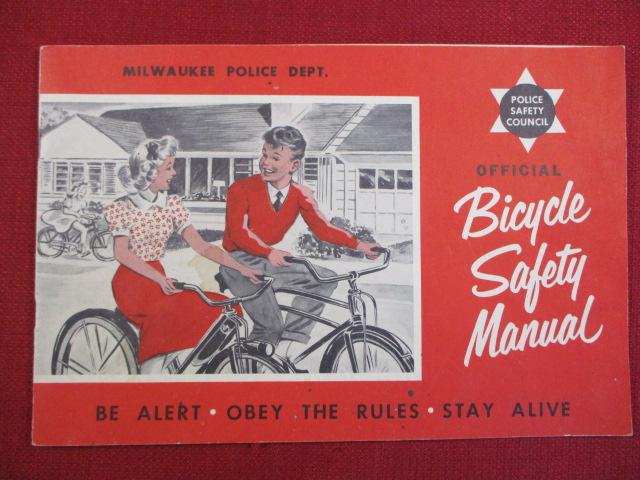 MILWAUKEE POLICE DEPT.
POLICE
SAFETY
COUNCIL
OFFICIAL
Bicycle
Safety
Manual
BE ALERT • OBEY THE RULES • STAY ALIVE